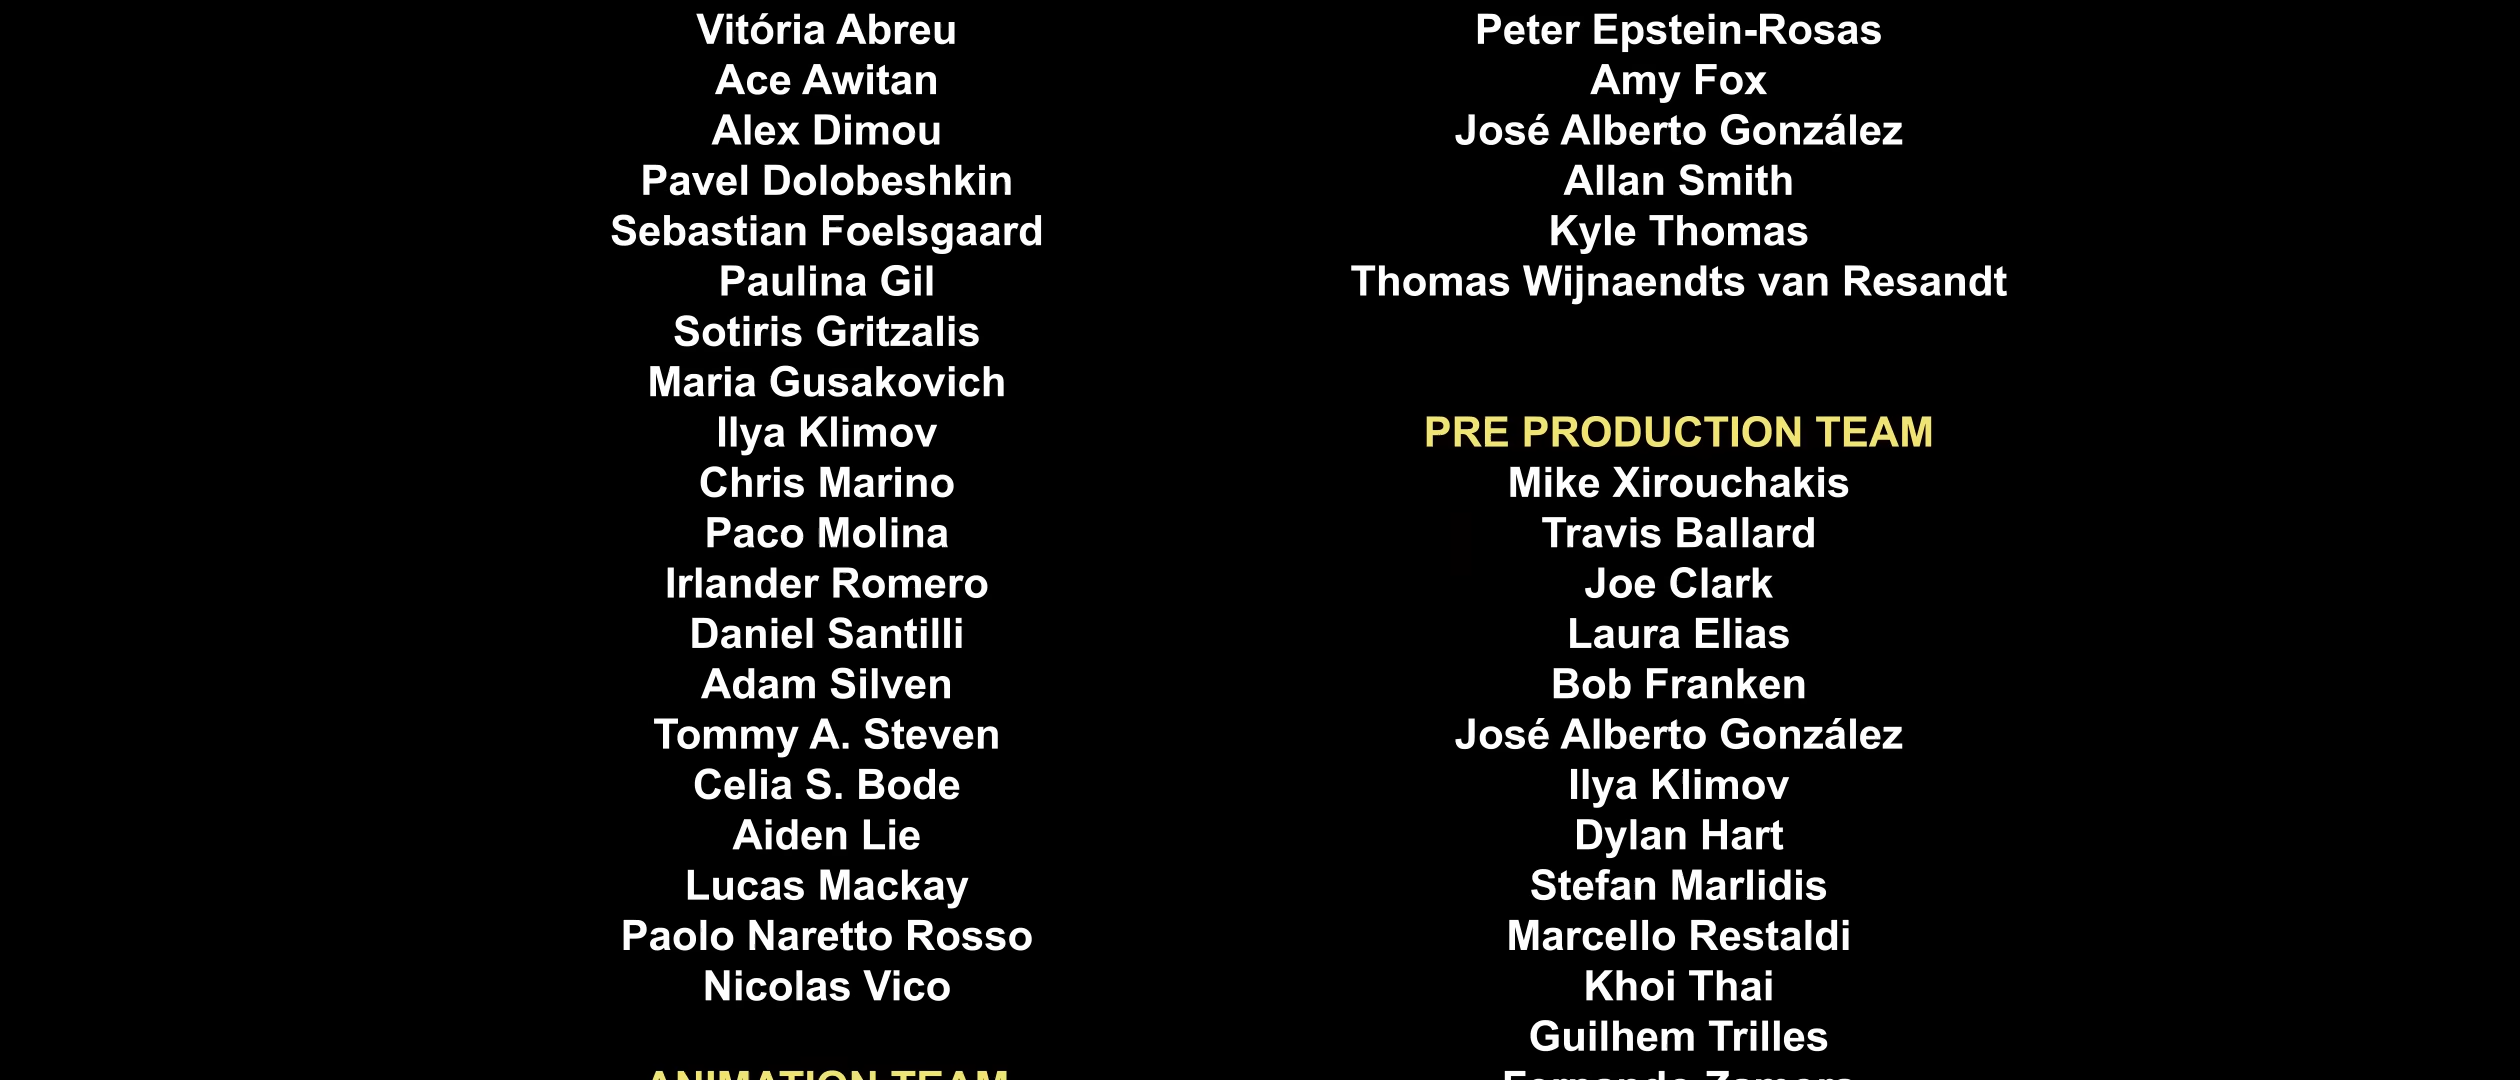 Vitória Abreu
Ace Awitan
Alex Dimou
Pavel Dolobeshkin
Sebastian Foelsgaard
Paulina Gil
Sotiris Gritzalis
Maria Gusakovich
Ilya Klimov
Chris Marino
Paco Molina
Irlander Romero
Daniel Santilli
Adam Silven
Tommy A. Steven
Celia S. Bode
Aiden Lie
Lucas Mackay
Paolo Naretto Rosso
Nicolas Vico
ANIMATION TEAM
Peter Epstein-Rosas
Amy Fox
José Alberto González
Allan Smith
Kyle Thomas
Thomas Wijnaendts van Resandt
PRE PRODUCTION TEAM
Mike Xirouchakis
Travis Ballard
Joe Clark
Laura Elias
Bob Franken
José Alberto González
Ilya Klimov
Dylan Hart
Stefan Marlidis
Marcello Restaldi
Khoi Thai
Guilhem Trilles
Fernando Zamora